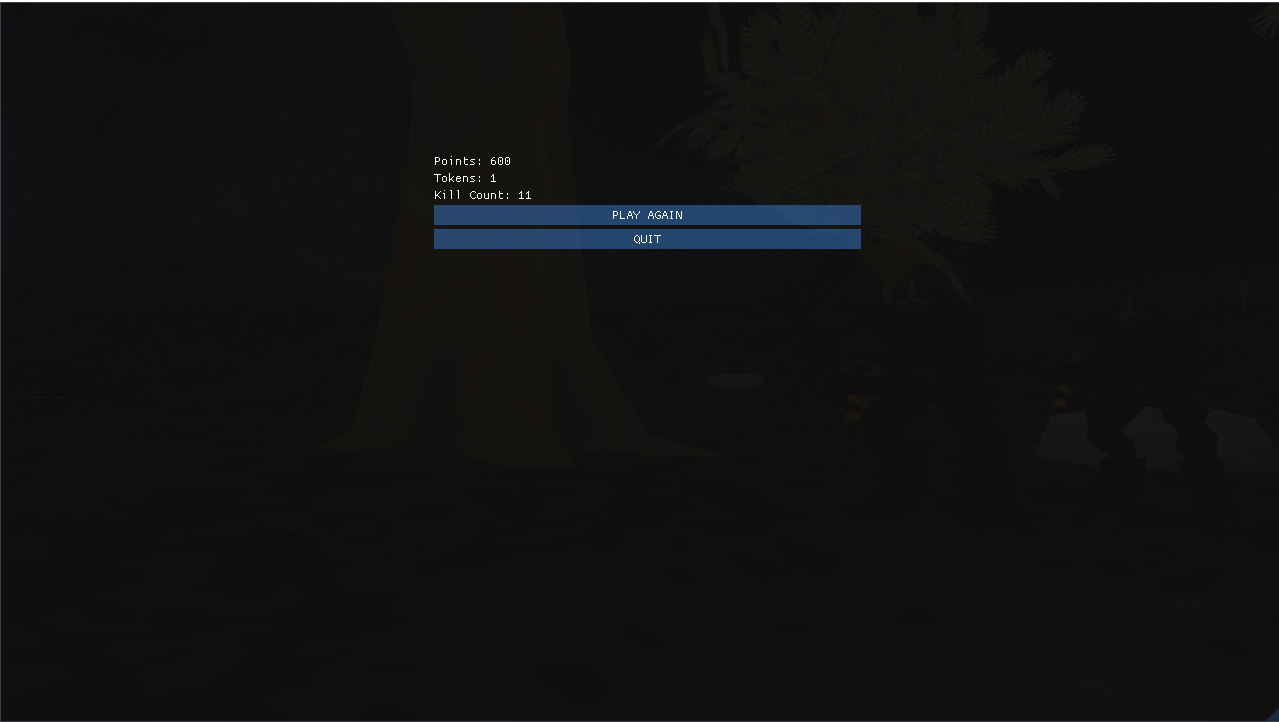 Points: 600
Tokens: 1
Kill Count: 11
PLAY AGAIN
QUIT